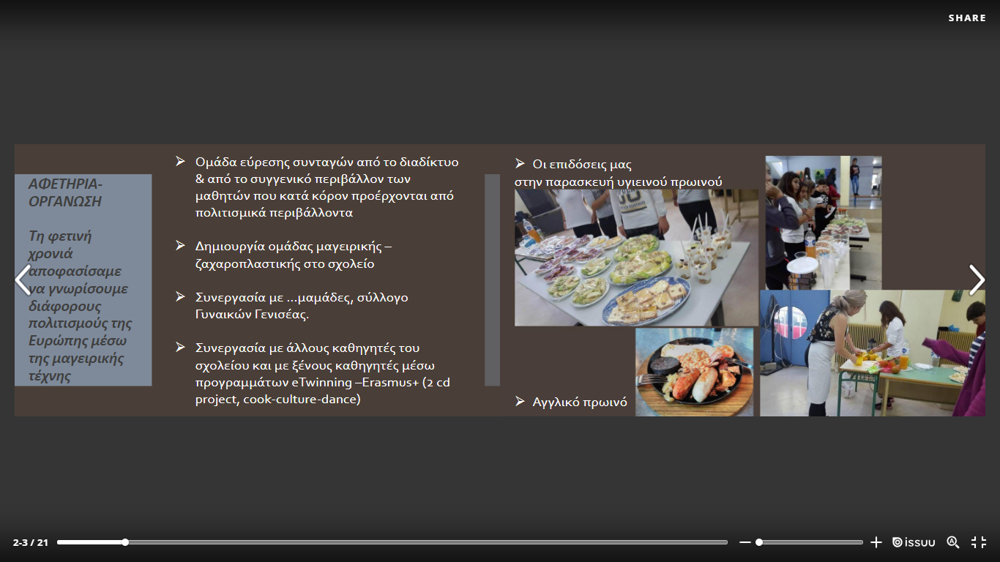 SHARE
ΑΦΕΤΗΡΙΑ-
ΟΡΓΑΝΩΣΗ
Τη φετινή
χρονιά
αποφασίσαμε
να γνωρίσουμε
διάφορους
πολιτισμούς της
Ευρώπης μέσω
της μαγειρικής
τέχνης
➢ Ομάδα εύρεσης συνταγών από το διαδίκτυο
& από το συγγενικό περιβάλλον των
μαθητών που κατά κόρον προέρχονται από
πολιτισμικά περιβάλλοντα
➢ Δημιουργία ομάδας μαγειρικής –
ζαχαροπλαστικής στο σχολείο
➢ Συνεργασία με ...μαμάδες, σύλλογο
Γυναικών Γενισέας.
➢ Συνεργασία με άλλους καθηγητές του
σχολείου και με ξένους καθηγητές μέσω
προγραμμάτων eTwinning –Erasmus+ (2 cd
project, cook-culture-dance)
➢ Οι επιδόσεις μας
στην παρασκευή υγιεινού πρωινού
➢ Αγγλικό πρωινό
2-3 / 21
issuu